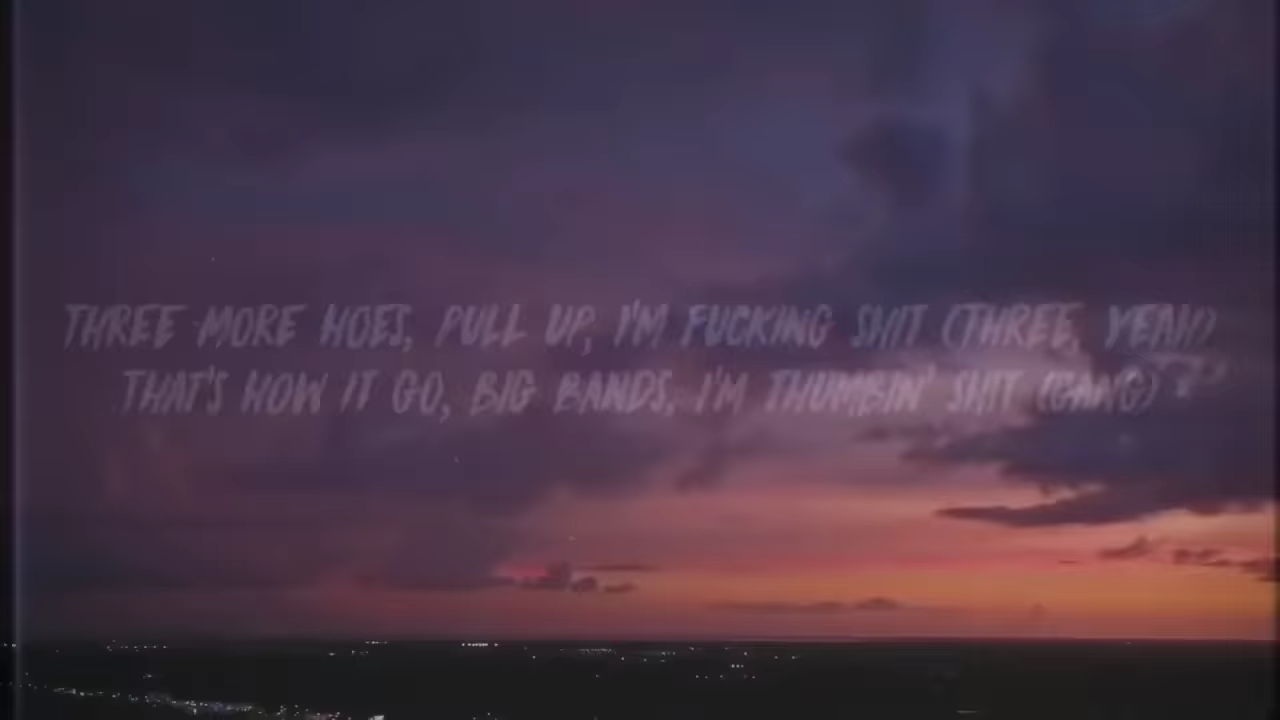 THREE MORE HOES, PULL UP, I'M FUCKING SHIT (THREE, YEAH)
THAT'S HOW IT GO, BIG BANDS, I'M THUMBIN' SHIT (GANG)